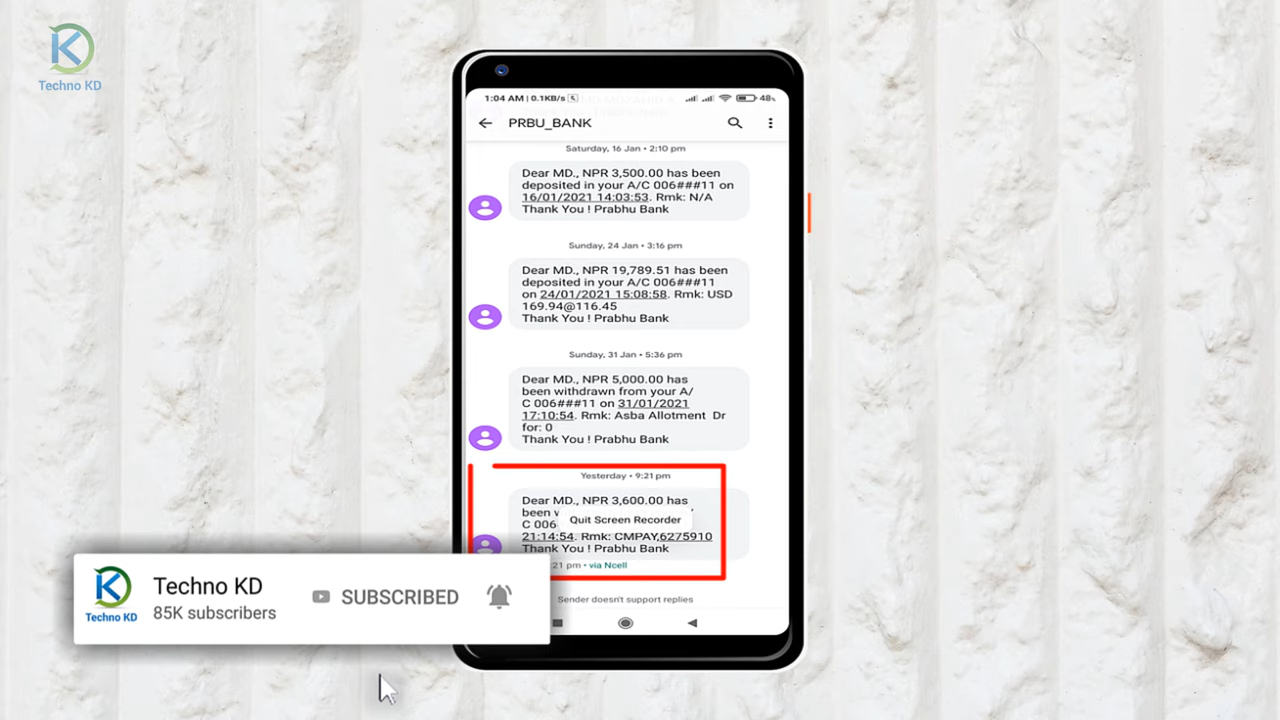 Techno KD
1:04 AM | 0.1KB/s
48%
PRBU_BANK
Saturday, 16 Jan • 2:10 pm
Dear MD., NPR 3,500.00 has been
deposited in your A/C 006###11 on
16/01/2021 14:03:53. Rmk: N/A
Thank You ! Prabhu Bank
Sunday, 24 Jan • 3:16 pm
Dear MD., NPR 19,789.51 has been
deposited in your A/C 006###11
on 24/01/2021 15:08:58. Rmk: USD
169.94@116.45
Thank You ! Prabhu Bank
Sunday, 31 Jan • 5:36 pm
Dear MD., NPR 5,000.00 has
been withdrawn from your A/
C 006###11 on 31/01/2021
17:10:54. Rmk: Asba Allotment Dr
for: 0
Thank You ! Prabhu Bank
Yesterday • 9:21 pm
Dear MD., NPR 3,600.00 has
been
C 006
Quit Screen Recorder
21:14:54. Rmk: CMPAY,6275910
Thank You ! Prabhu Bank
21 pm • via Ncell
Sender doesn't support replies
Techno KD
Techno KD
85K subscribers
SUBSCRIBED